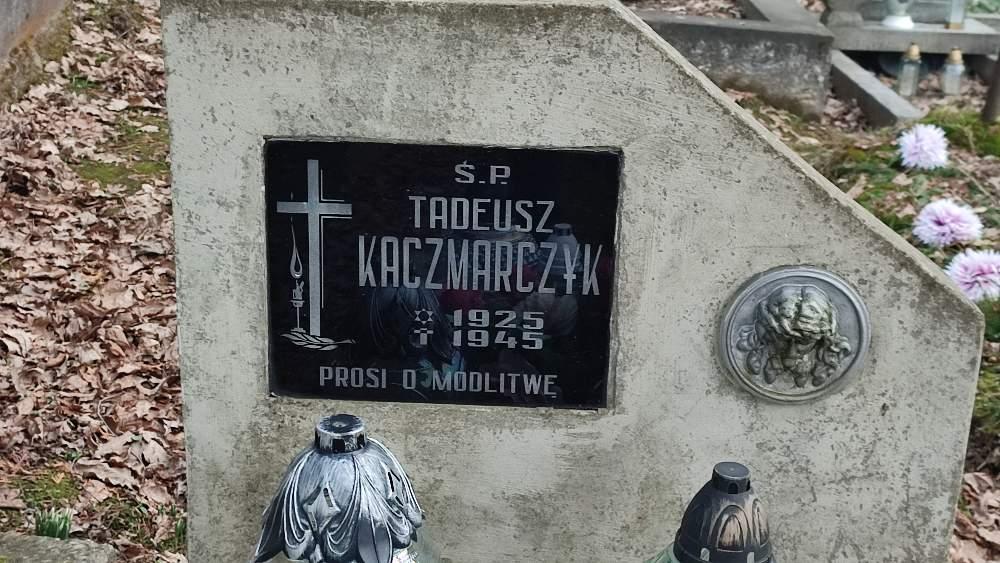 Ś.P.
TADEUSZ
KACZMARCZYK
1925
1945
PROSI O MODLITWĘ